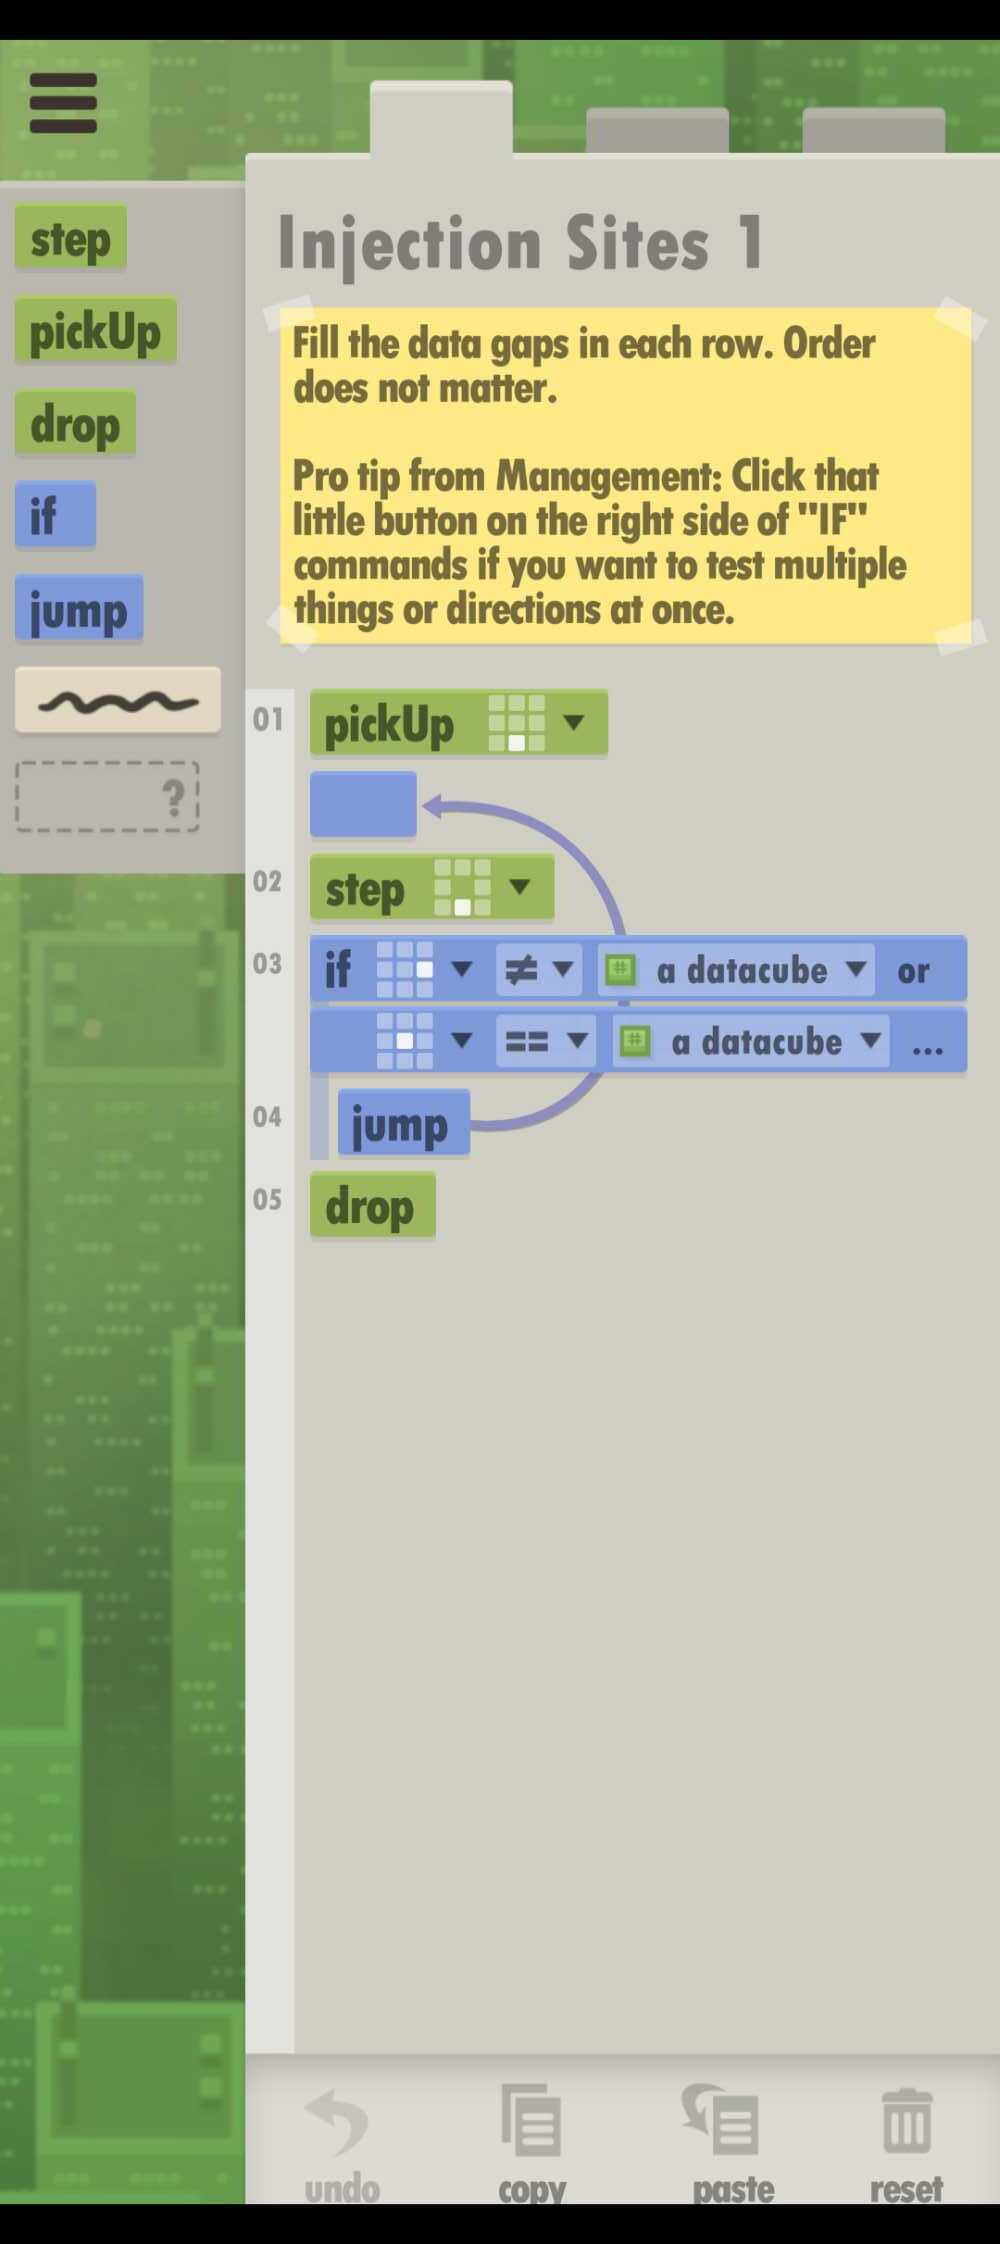 Injection Sites 1
Fill the data gaps in each row. Order
does not matter.
Pro tip from Management: Click that
little button on the right side of "IF"
commands if you want to test multiple
things or directions at once.
step
pickUp
drop
if
jump
?
01 pickUp
02 step
03 if ≠ # a datacube or
== # a datacube ...
04 jump
05 drop
undo copy paste reset